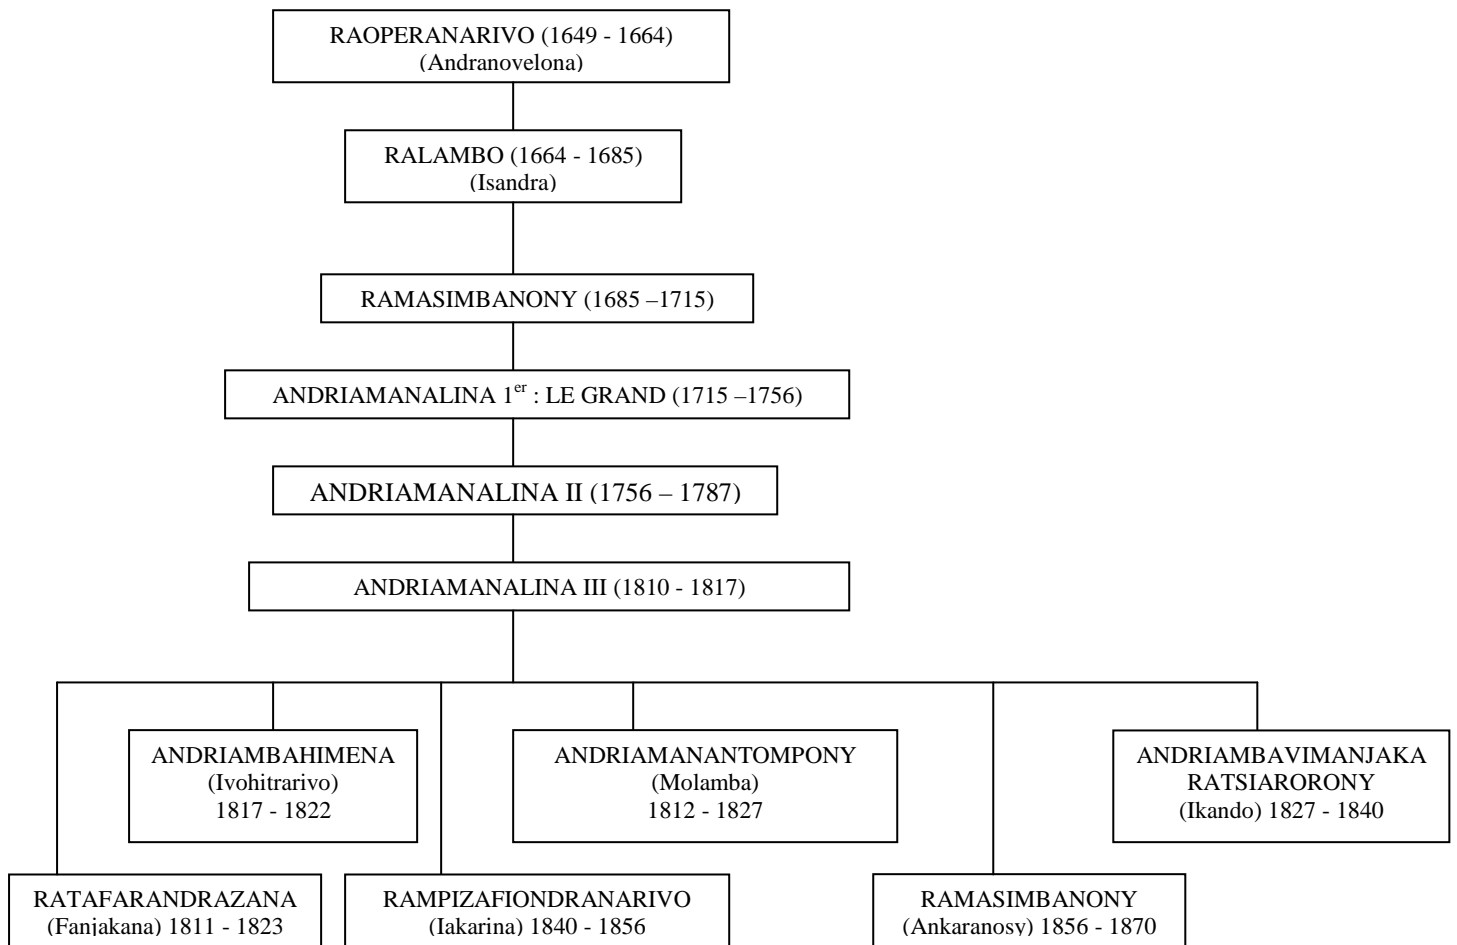 RAOPERANARIVO (1649 - 1664)
(Andranovelona)
RALAMBO (1664 - 1685)
(Isandra)
RAMASIMBANONY (1685 –1715)
ANDRIAMANALINA 1er : LE GRAND (1715 –1756)
ANDRIAMANALINA II (1756 – 1787)
ANDRIAMANALINA III (1810 - 1817)
ANDRIAMBAHIMENA
(Ivohitrarivo)
1817 - 1822
ANDRIAMANANTOMPONY
(Molamba)
1812 - 1827
ANDRIAMBAVIMANJAKA
RATSIARORONY
(Ikando) 1827 - 1840
RATAFARANDRAZANA
(Fanjakana) 1811 - 1823
RAMPIZAFIONDRANARIVO
(Iakarina) 1840 - 1856
RAMASIMBANONY
(Ankaranosy) 1856 - 1870